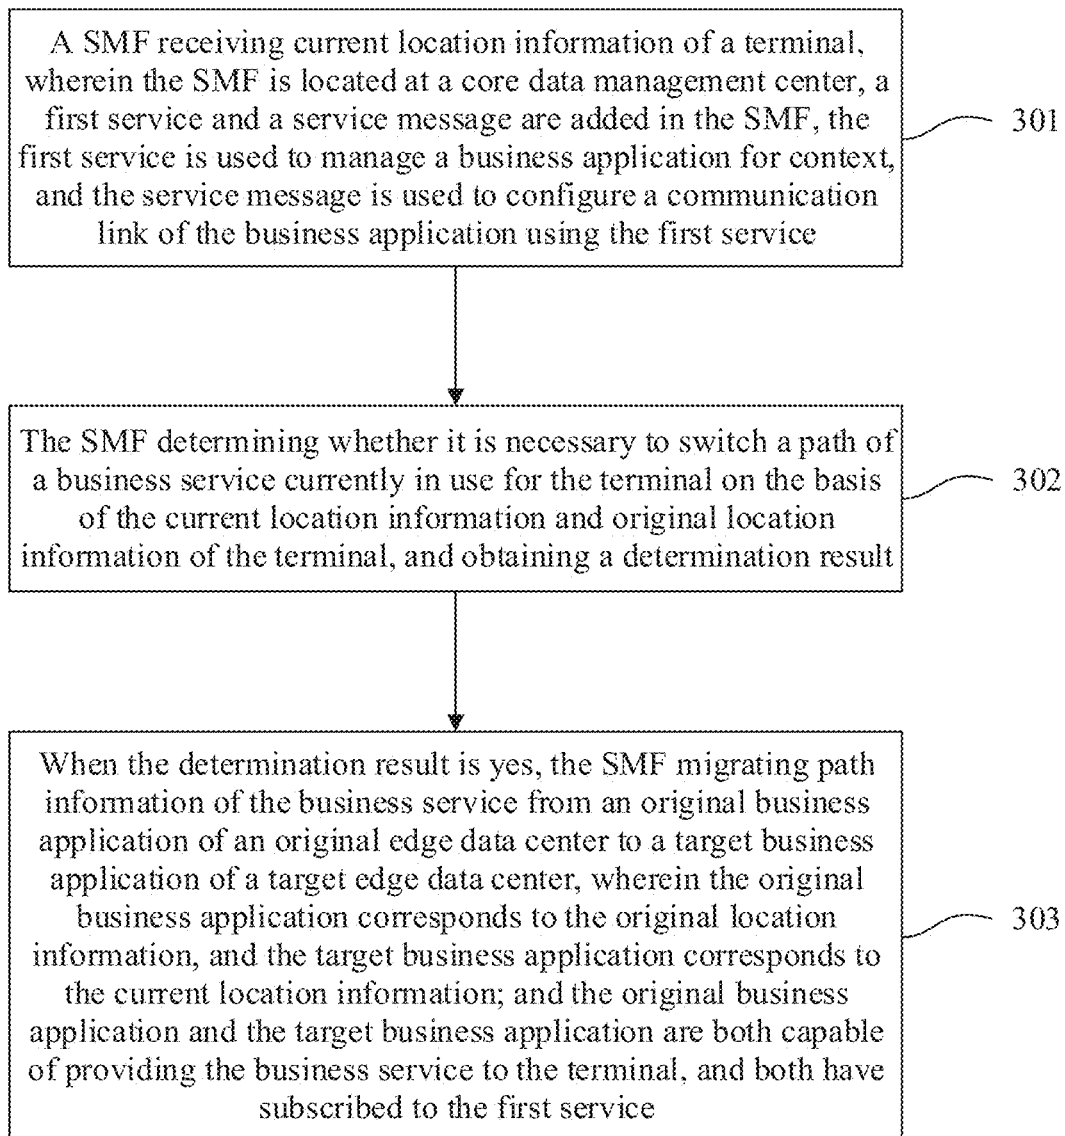 A SMF receiving current location information of a terminal,
wherein the SMF is located at a core data management center, a
first service and a service message are added in the SMF, the
first service is used to manage a business application for context,
and the service message is used to configure a communication
link of the business application using the first service
301
The SMF determining whether it is necessary to switch a path of
a business service currently in use for the terminal on the basis
of the current location information and original location
information of the terminal, and obtaining a determination result
302
When the determination result is yes, the SMF migrating path
information of the business service from an original business
application of an original edge data center to a target business
application of a target edge data center, wherein the original
business application corresponds to the original location
information, and the target business application corresponds to
the current location information; and the original business
application and the target business application are both capable
of providing the business service to the terminal, and both have
subscribed to the first service
303